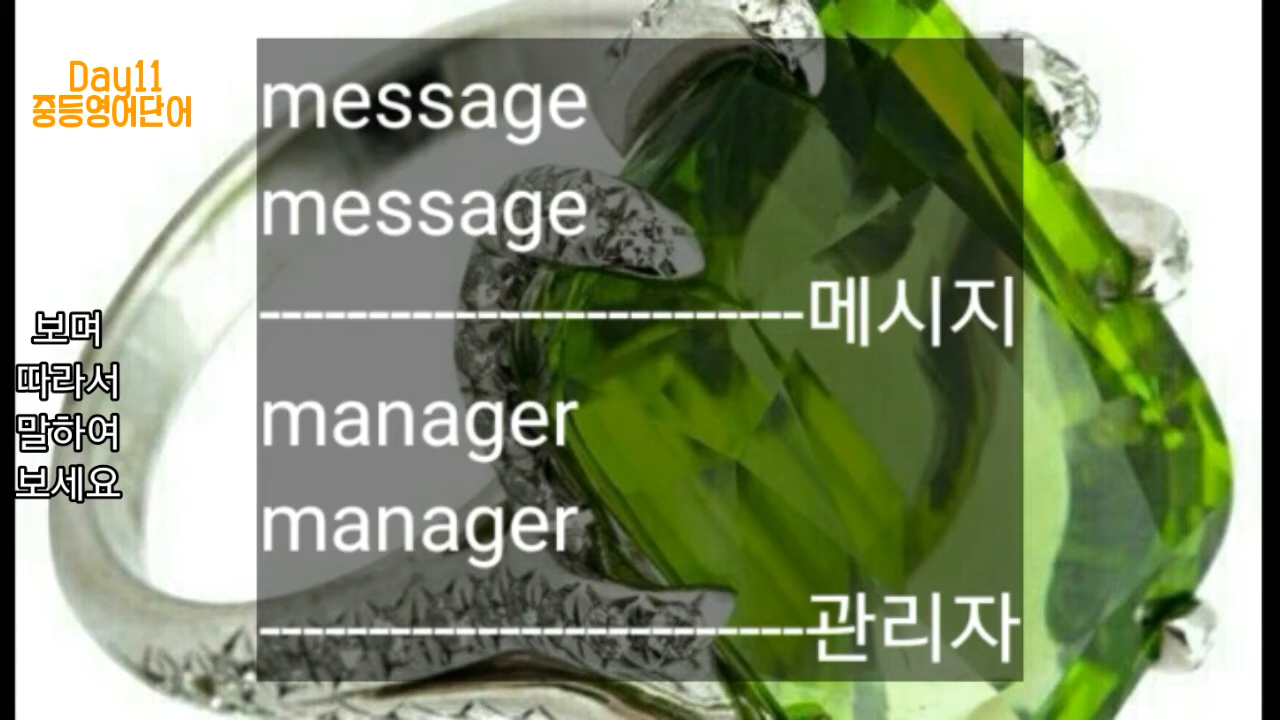 Day11
중등영어단어
보며
따라서
말하여
보세요
message
message
-------------------------메시지
manager
manager
-------------------------관리자